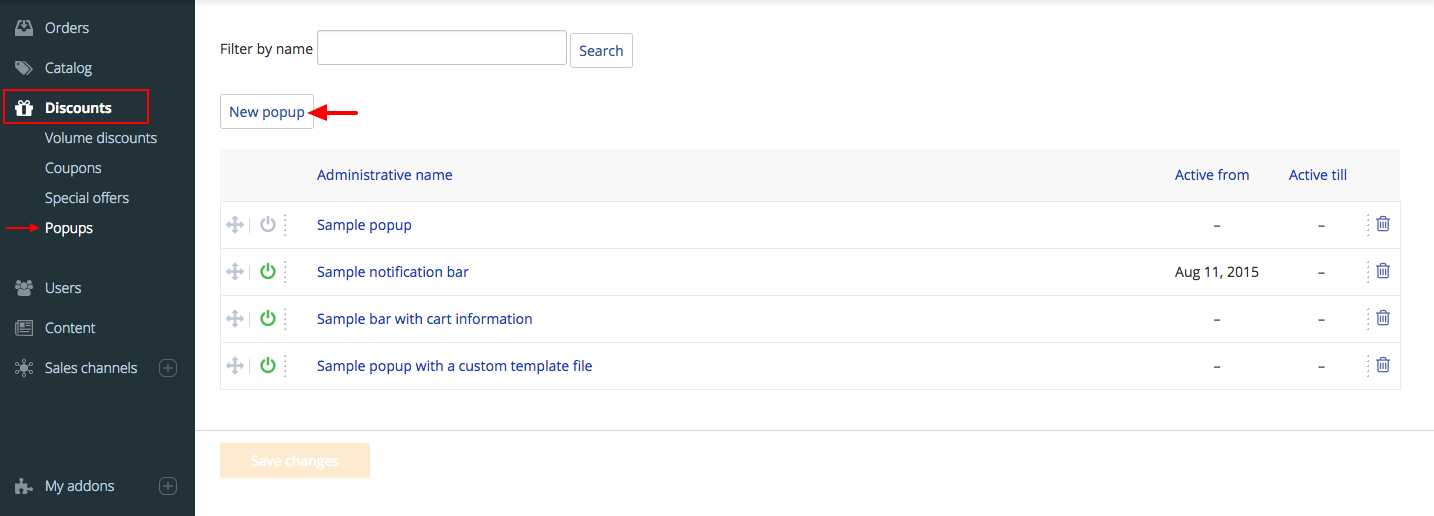 Orders
Catalog
Discounts
Volume discounts
Coupons
Special offers
Popups
Users
Content
Sales channels
My addons
Filter by name
Search
New popup
Administrative name Active from Active till
Sample popup – –
Sample notification bar Aug 11, 2015 –
Sample bar with cart information – –
Sample popup with a custom template file – –
Save changes